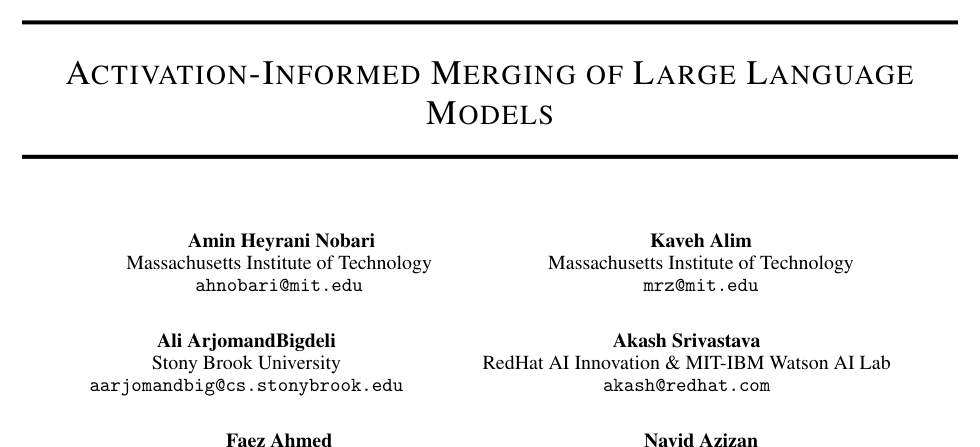 ACTIVATION-INFORMED MERGING OF LARGE LANGUAGE
MODELS
Amin Heyrani Nobari
Massachusetts Institute of Technology
ahnobari@mit.edu
Kaveh Alim
Massachusetts Institute of Technology
mrz@mit.edu
Ali ArjomandBigdeli
Stony Brook University
aarjomandbig@cs.stonybrook.edu
Akash Srivastava
RedHat AI Innovation & MIT-IBM Watson AI Lab
akash@redhat.com
Faez Ahmed
Navid Azizan